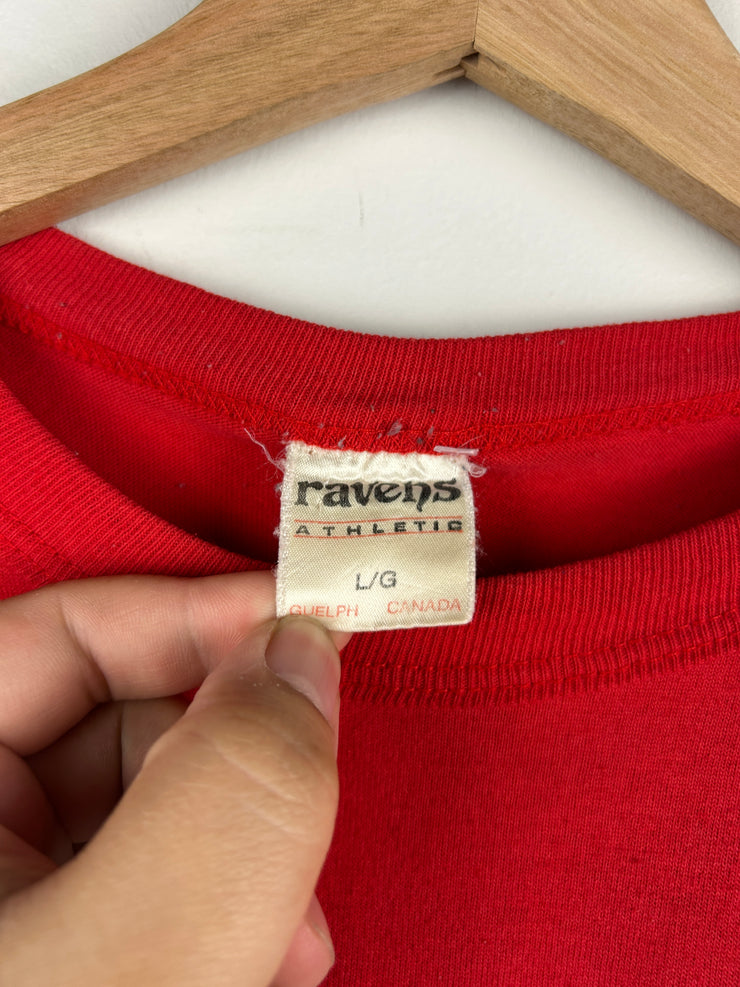 ravens
ATHLETIC
L/G
GUELPH CANADA